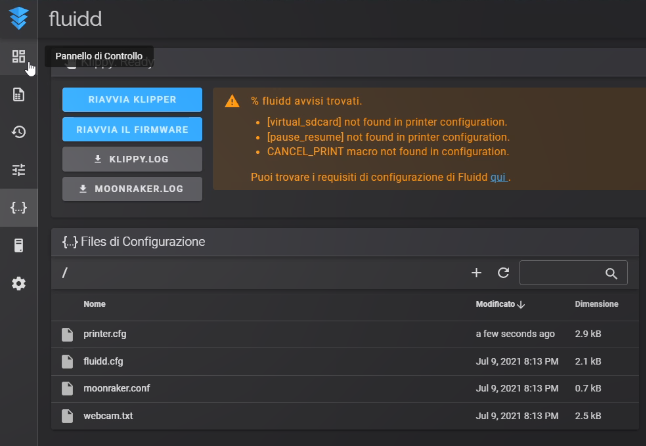 fluidd
Pannello di Controllo
RIAVVIA KLIPPER
RIAVVIA IL FIRMWARE
KLIPPY.LOG
MOONRAKER.LOG
% fluidd avvisi trovati.
[virtual_sdcard] not found in printer configuration.
[pause_resume] not found in printer configuration.
CANCEL_PRINT macro not found in configuration.
Puoi trovare i requisiti di configurazione di Fluidd qui .
{...} Files di Configurazione
/
Nome Modificato Dimensione
printer.cfg a few seconds ago 2.9 kB
fluidd.cfg Jul 9, 2021 8:13 PM 2.1 kB
moonraker.conf Jul 9, 2021 8:13 PM 0.7 kB
webcam.txt Jul 9, 2021 8:13 PM 2.5 kB